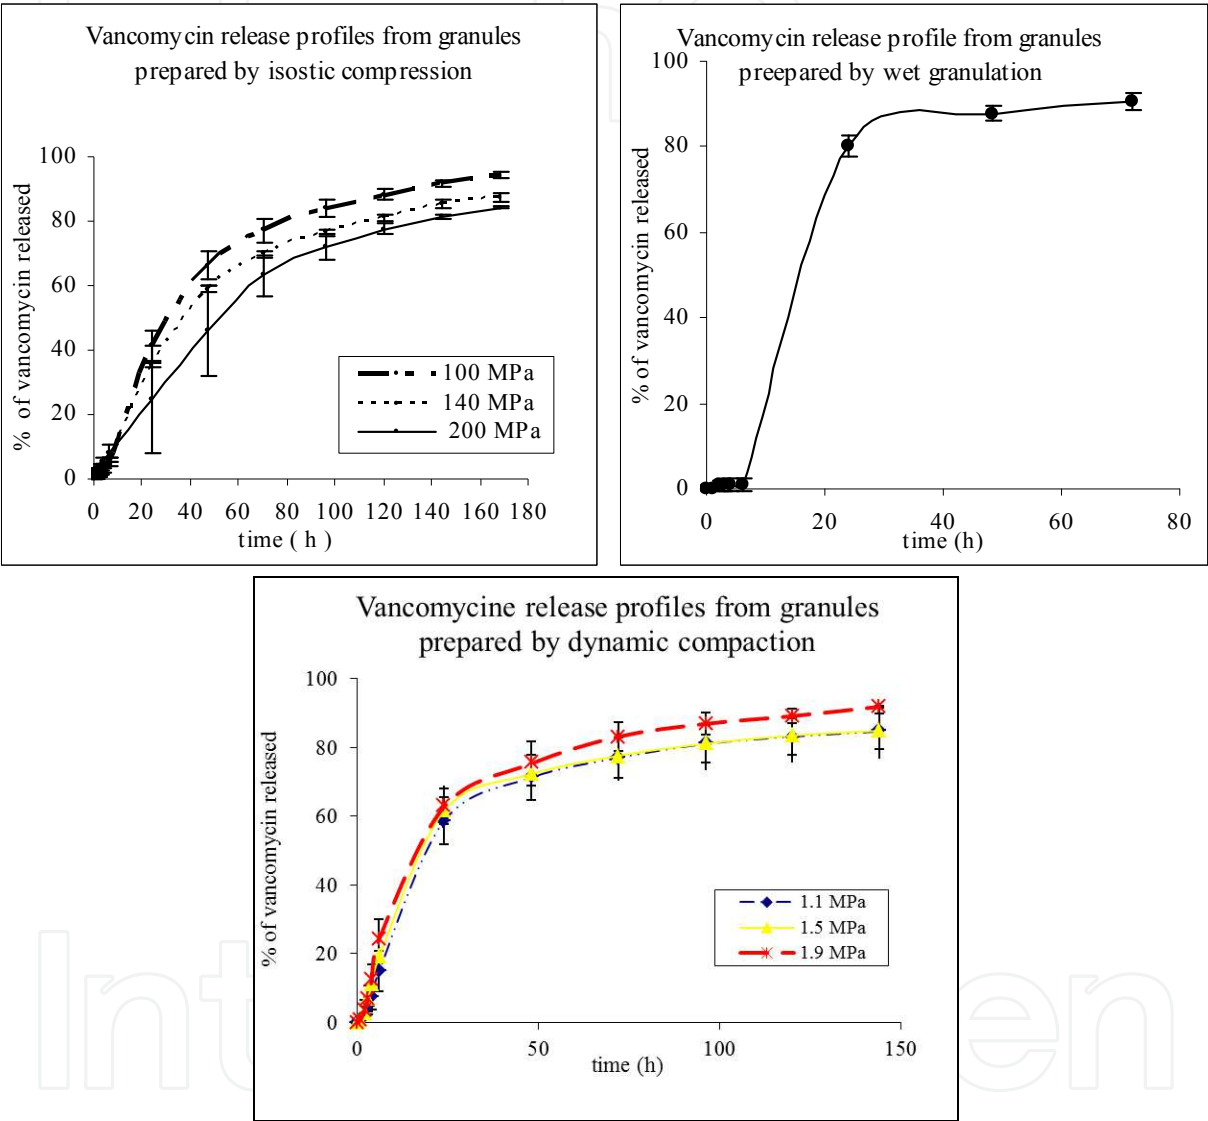 Vancomycin release profiles from granules
prepared by isostic compression
% of vancomycin released
100
80
60
40
20
0
0 20 40 60 80 100 120 140 160 180
time ( h )
100 MPa
140 MPa
200 MPa
Vancomycin release profile from granules
preepared by wet granulation
% of vancomycin released
100
80
60
40
20
0
0 20 40 60 80
time (h)
Vancomycine release profiles from granules
prepared by dynamic compaction
% of vancomycin released
100
80
60
40
20
0
0 50 100 150
time (h)
1.1 MPa
1.5 MPa
1.9 MPa